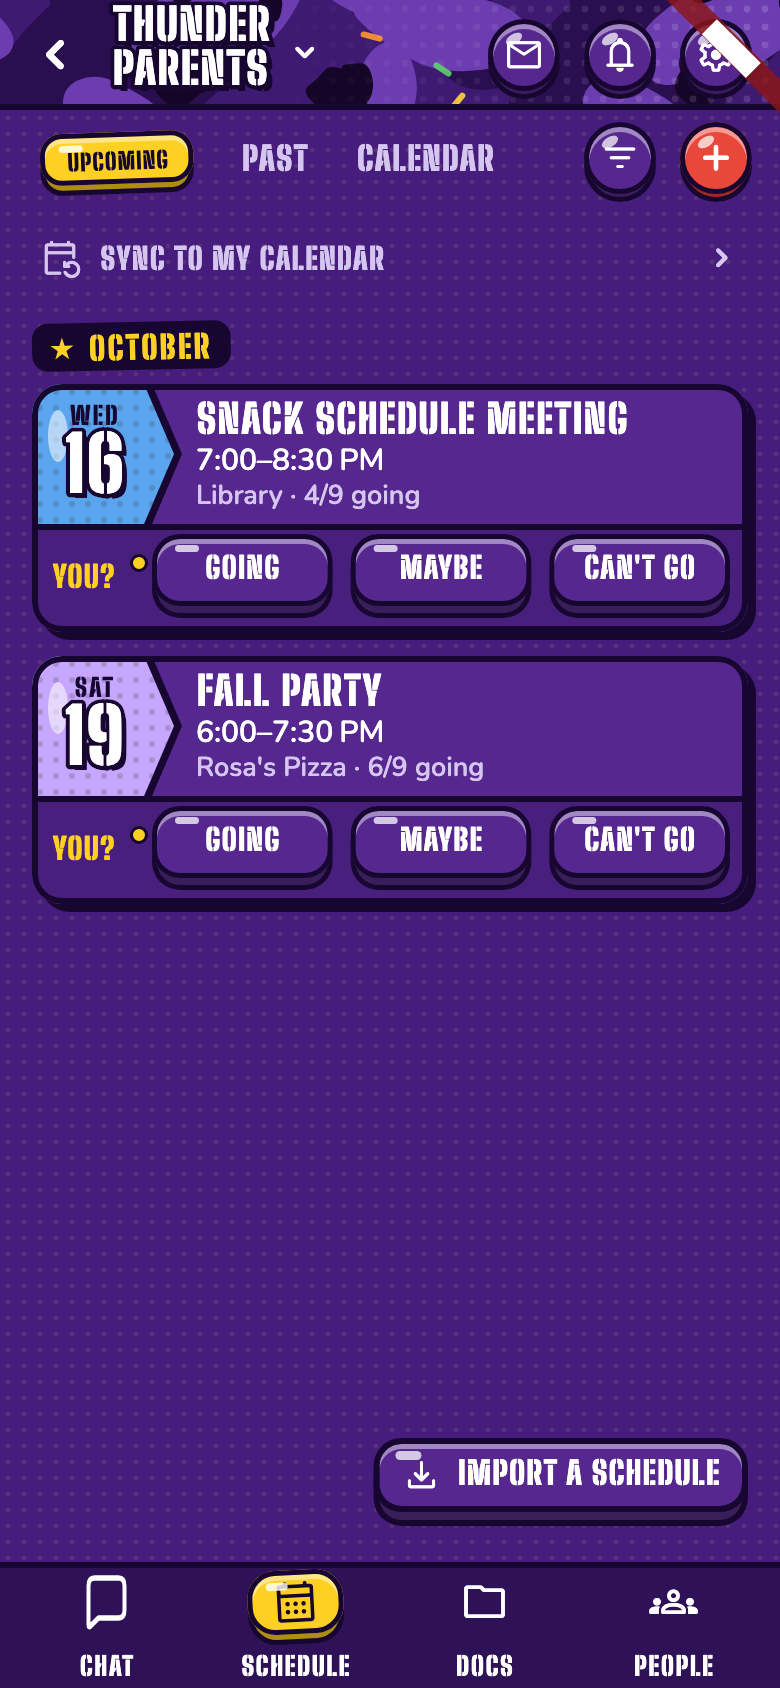 THUNDER
PARENTS
UPCOMING
PAST
CALENDAR
SYNC TO MY CALENDAR
★ OCTOBER
WED
16
SNACK SCHEDULE MEETING
7:00–8:30 PM
Library · 4/9 going
YOU?
GOING
MAYBE
CAN'T GO
SAT
19
FALL PARTY
6:00–7:30 PM
Rosa's Pizza · 6/9 going
YOU?
GOING
MAYBE
CAN'T GO
IMPORT A SCHEDULE
CHAT
SCHEDULE
DOCS
PEOPLE